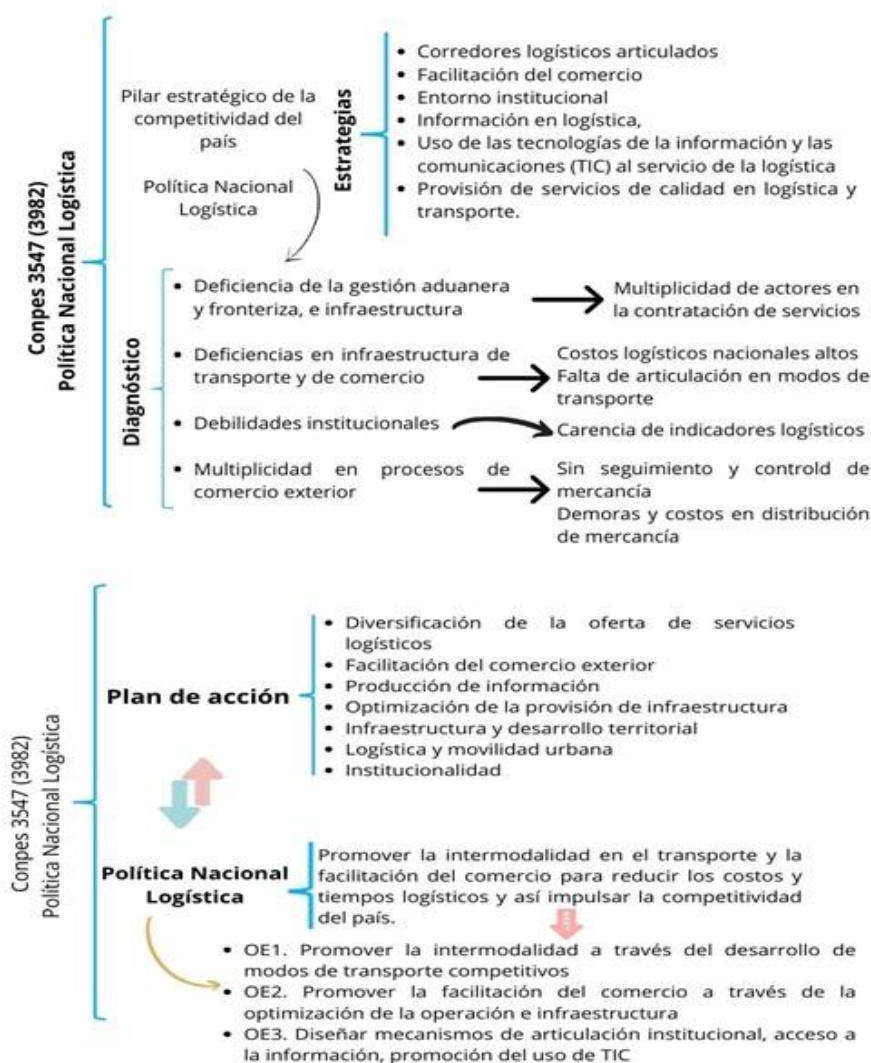 Conpes 3547 (3982)
Política Nacional Logística
Pilar estratégico de la
competitividad del
país
Política Nacional
Logística
Estrategias
• Corredores logísticos articulados
• Facilitación del comercio
• Entorno institucional
• Información en logística,
• Uso de las tecnologías de la información y las
comunicaciones (TIC) al servicio de la logística
• Provisión de servicios de calidad en logística y
transporte.
Diagnóstico
• Deficiencia de la gestión aduanera
y fronteriza, e infraestructura
Multiplicidad de actores en
la contratación de servicios
• Deficiencias en infraestructura de
transporte y de comercio
Costos logísticos nacionales altos
Falta de articulación en modos de
transporte
• Debilidades institucionales
Carencia de indicadores logísticos
• Multiplicidad en procesos de
comercio exterior
Sin seguimiento y controld de
mercancía
Demoras y costos en distribución
de mercancía
Conpes 3547 (3982)
Política Nacional Logística
Plan de acción
• Diversificación de la oferta de servicios
logísticos
• Facilitación del comercio exterior
• Producción de información
• Optimización de la provisión de infraestructura
• Infraestructura y desarrollo territorial
• Logística y movilidad urbana
• Institucionalidad
Política Nacional
Logística
Promover la intermodalidad en el transporte y la
facilitación del comercio para reducir los costos y
tiempos logísticos y así impulsar la competitividad
del país.
• OE1. Promover la intermodalidad a través del desarrollo de
modos de transporte competitivos
• OE2. Promover la facilitación del comercio a través de la
optimización de la operación e infraestructura
• OE3. Diseñar mecanismos de articulación institucional, acceso
a la información, promoción del uso de TIC